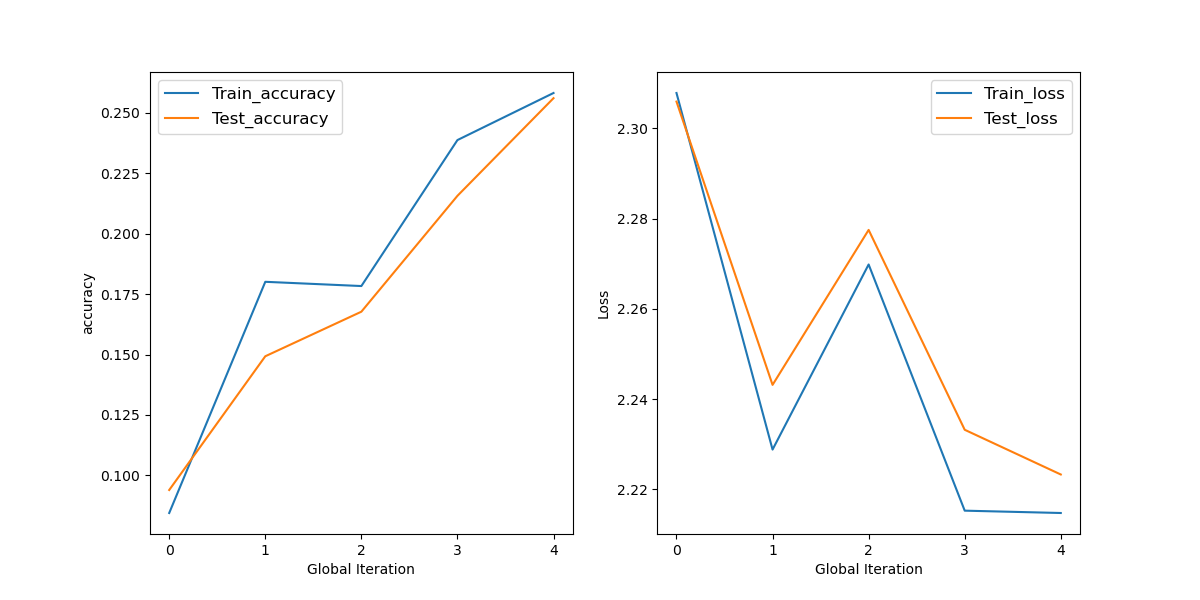 Train_accuracy
Test_accuracy
0.250
0.225
0.200
0.175
0.150
0.125
0.100
accuracy
0 1 2 3 4
Global Iteration
Train_loss
Test_loss
2.30
2.28
2.26
2.24
2.22
Loss
0 1 2 3 4
Global Iteration